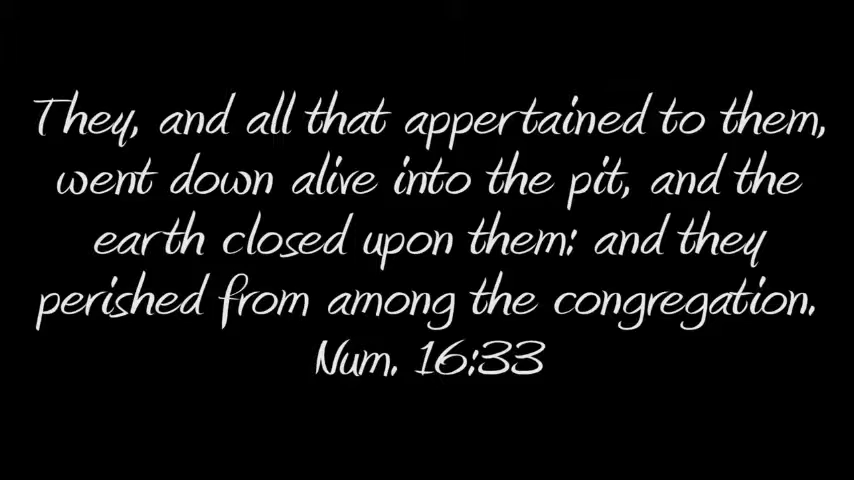 They, and all that appertained to them,
went down alive into the pit, and the
earth closed upon them: and they
perished from among the congregation.
Num. 16:33